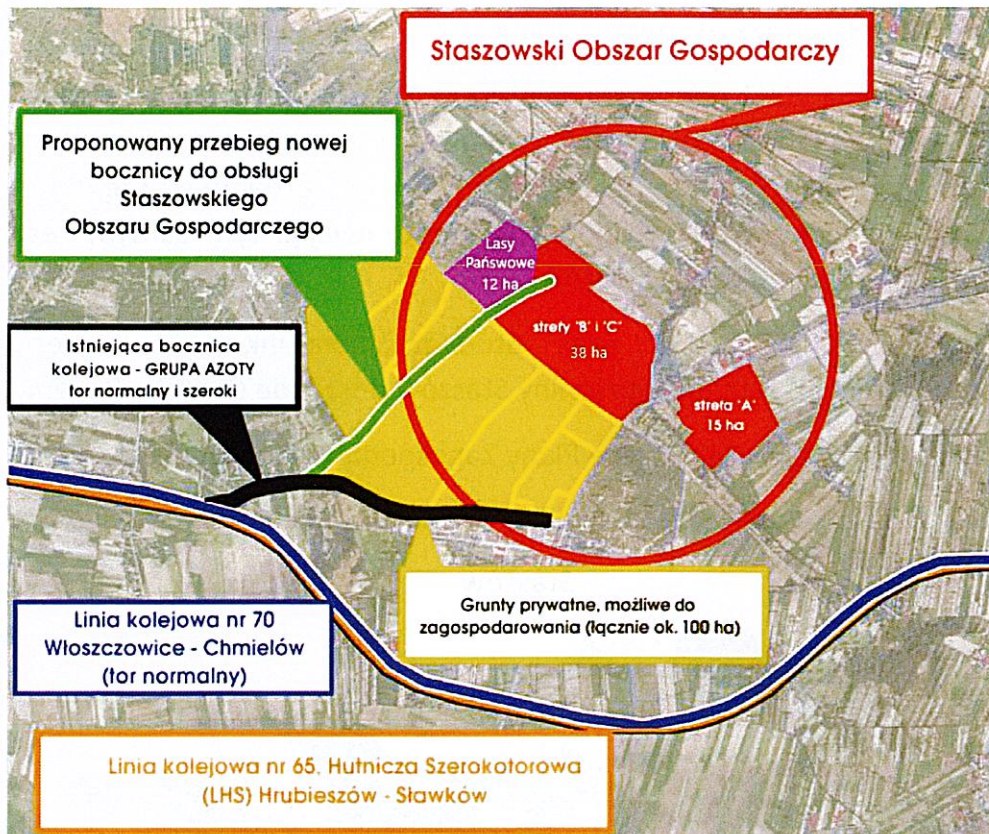 Staszowski Obszar Gospodarczy
Proponowany przebieg nowej
bocznicy do obsługi
Staszowskiego
Obszaru Gospodarczego
Lasy
Pańswowe
12 ha
strefy "B' i 'C"
38 ha
Istniejąca bocznica
kolejowa - GRUPA AZOTY
tor normalny i szeroki
strefa 'A"
15 ha
Grunty prywatne, możliwe do
zagospodarowania (łącznie ok. 100 ha)
Linia kolejowa nr 70
Włoszczowice - Chmielów
(tor normalny)
Linia kolejowa nr 65, Hutnicza Szerokotorowa
(LHS) Hrubieszów - Sławków